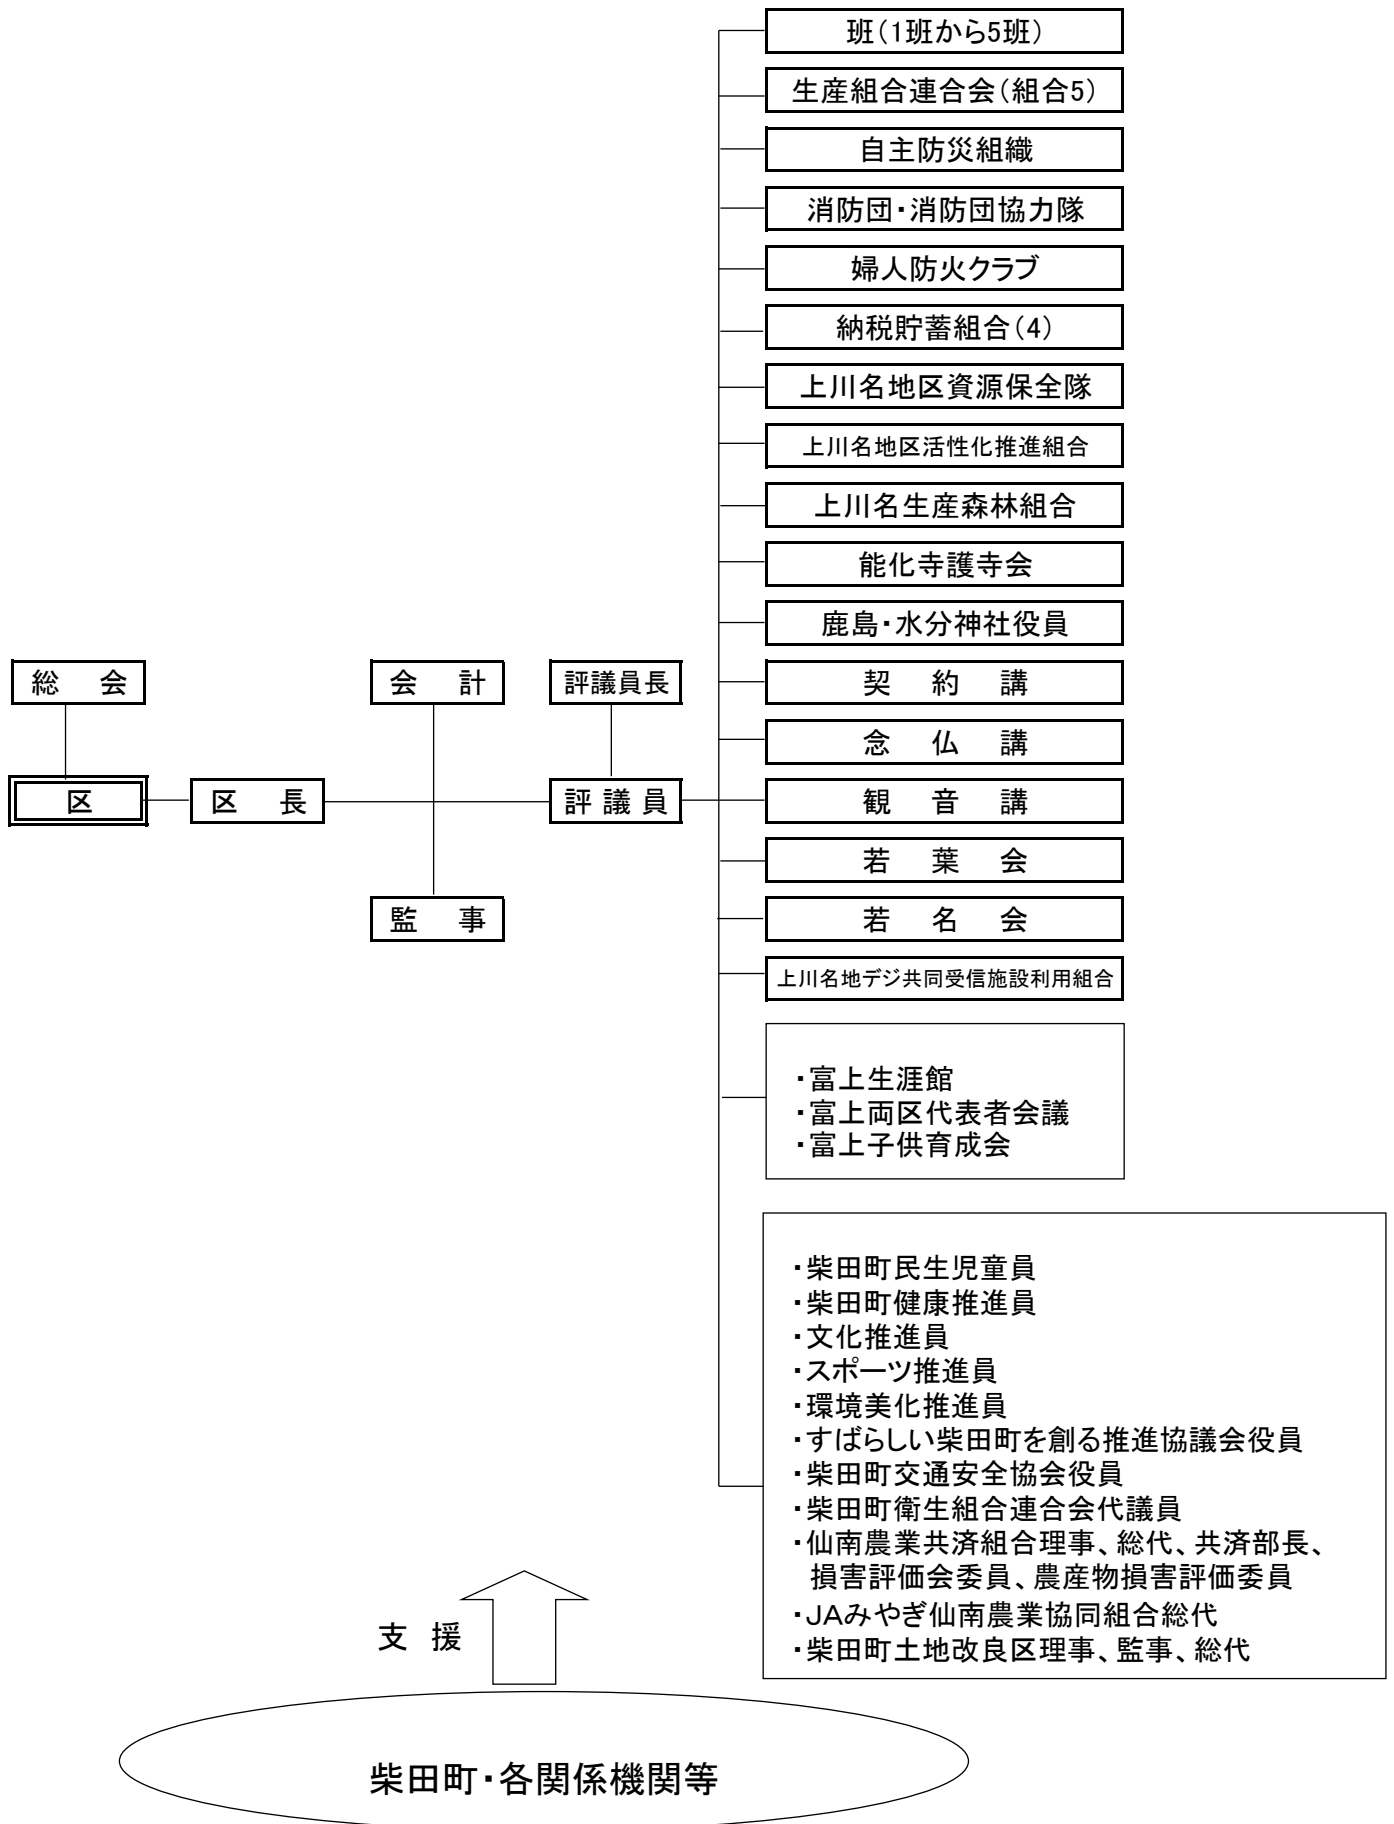 班(1班から5班)
生産組合連合会(組合5)
自主防災組織
消防団・消防団協力隊
婦人防火クラブ
納税貯蓄組合(4)
上川名地区資源保全隊
上川名地区活性化推進組合
上川名生産森林組合
能化寺護寺会
鹿島・水分神社役員
総　会
会　計
評議員長
契　約　講
念　仏　講
区
区　長
評 議 員
観　音　講
若　葉　会
監　事
若　名　会
上川名地デジ共同受信施設利用組合
・富上生涯館
・富上両区代表者会議
・富上子供育成会
・柴田町民生児童員
・柴田町健康推進員
・文化推進員
・スポーツ推進員
・環境美化推進員
・すばらしい柴田町を創る推進協議会役員
・柴田町交通安全協会役員
・柴田町衛生組合連合会代議員
・仙南農業共済組合理事、総代、共済部長、
損害評価会委員、農産物損害評価委員
・JAみやぎ仙南農業協同組合総代
・柴田町土地改良区理事、監事、総代
支　援
柴田町・各関係機関等